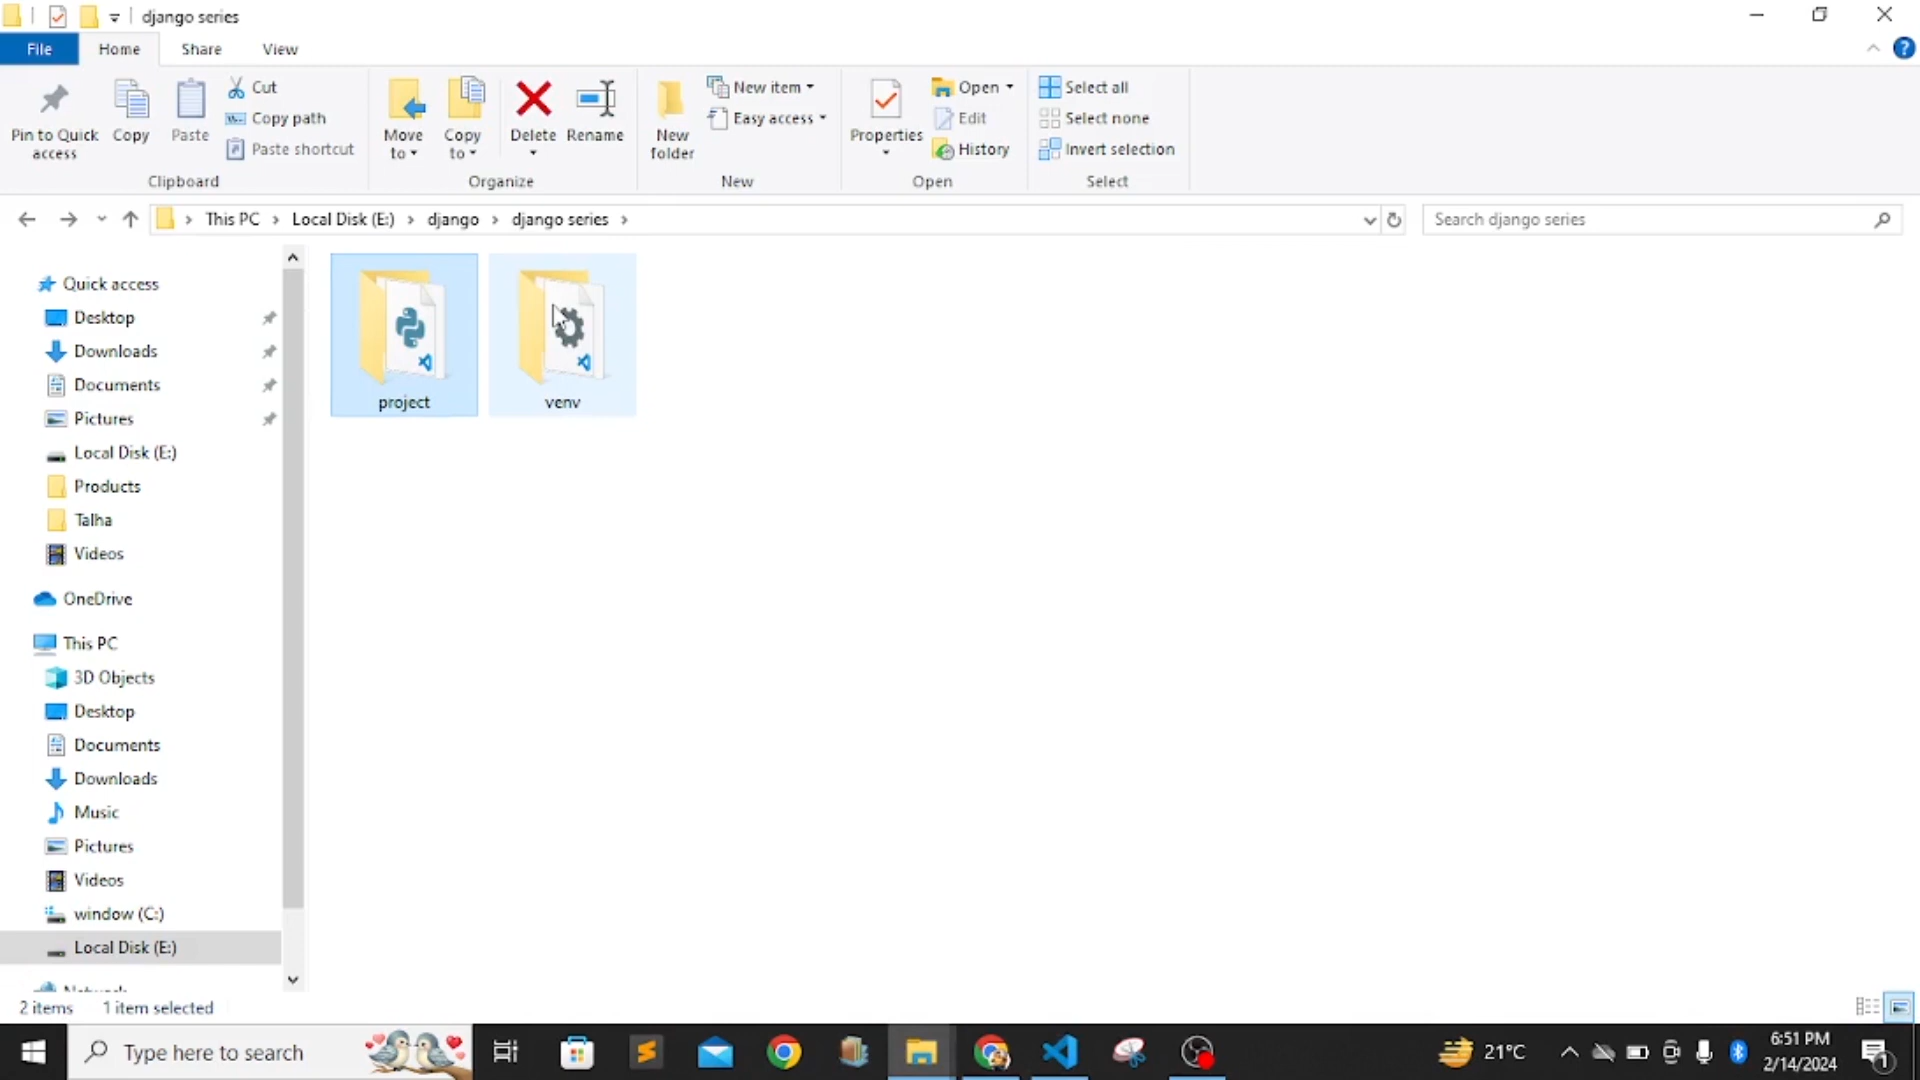 django series
File Home Share View
Pin to Quick access
Copy
Paste
Cut
Copy path
Paste shortcut
Clipboard
Move to
Copy to
Delete
Rename
Organize
New folder
New item
Easy access
New
Properties
Open
Edit
History
Open
Select all
Select none
Invert selection
Select
This PC Local Disk (E:) django django series
Search django series
Quick access
Desktop
Downloads
Documents
Pictures
Local Disk (E:)
Products
Talha
Videos
OneDrive
This PC
3D Objects
Desktop
Documents
Downloads
Music
Pictures
Videos
window (C:)
Local Disk (E:)
Network
project
venv
2 items 1 item selected
Type here to search
21°C
6:51 PM
2/14/2024
1